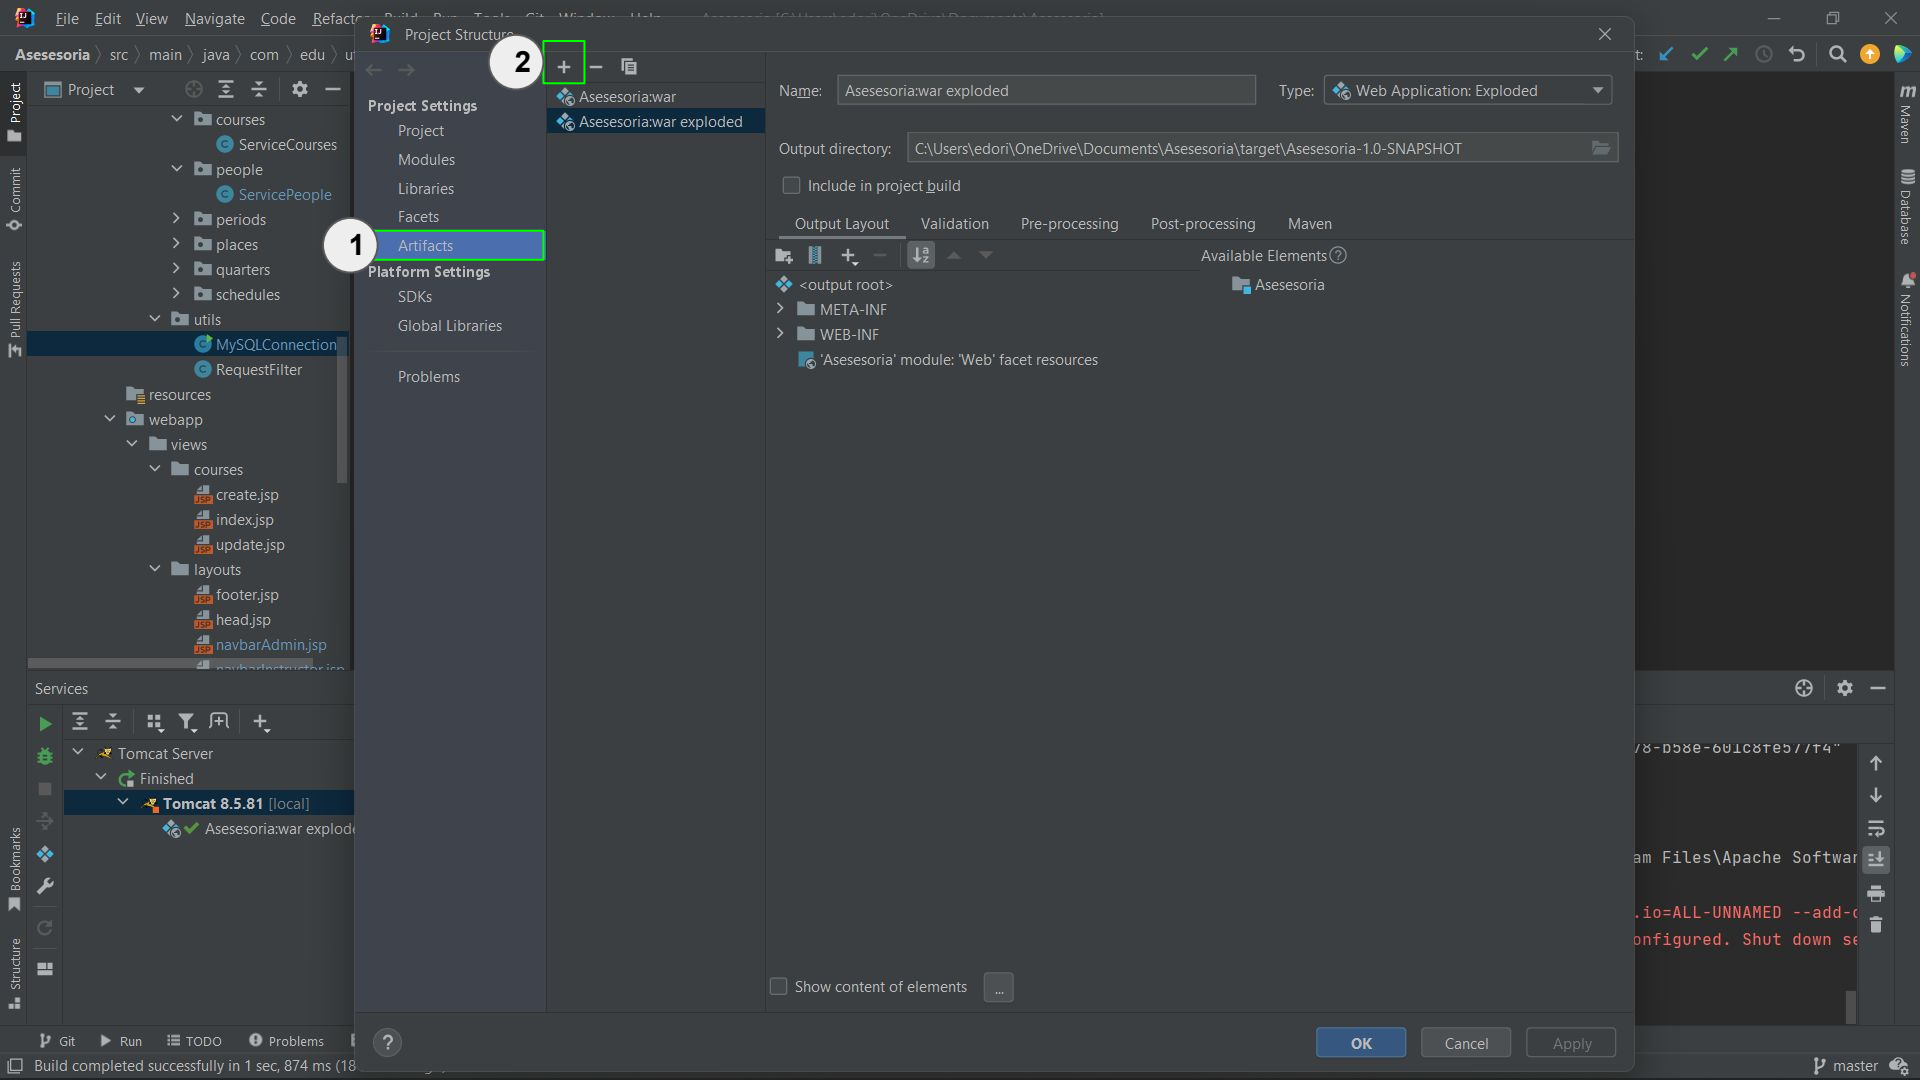 File Edit View Navigate Code
Project Structure
Asesesoria src main java com edu
Project
courses
ServiceCourses
people
ServicePeople
periods
places
quarters
schedules
utils
MySQLConnection
RequestFilter
resources
webapp
views
courses
create.jsp
index.jsp
update.jsp
layouts
footer.jsp
head.jsp
navbarAdmin.jsp
Project
Commit
Pull Requests
Bookmarks
Structure
1
2
Project Settings
Project
Modules
Libraries
Facets
Artifacts
Platform Settings
SDKs
Global Libraries
Problems
Asesesoria:war
Asesesoria:war exploded
Name: Asesesoria:war exploded
Type: Web Application: Exploded
Output directory: C:\Users\edori\OneDrive\Documents\Asesesoria\target\Asesesoria-1.0-SNAPSHOT
Include in project build
Output Layout Validation Pre-processing Post-processing Maven
Available Elements
<output root>
META-INF
WEB-INF
'Asesesoria' module: 'Web' facet resources
Asesesoria
Show content of elements ...
? OK Cancel Apply
Maven
Database
Notifications
Services
Tomcat Server
Finished
Tomcat 8.5.81 [local]
Asesesoria:war explode
78-b58e-601c8fe577f4"
am Files\Apache Softwar
.io=ALL-UNNAMED --add-o
onfigured. Shut down se
Git Run TODO Problems
Build completed successfully in 1 sec, 874 ms (18
master